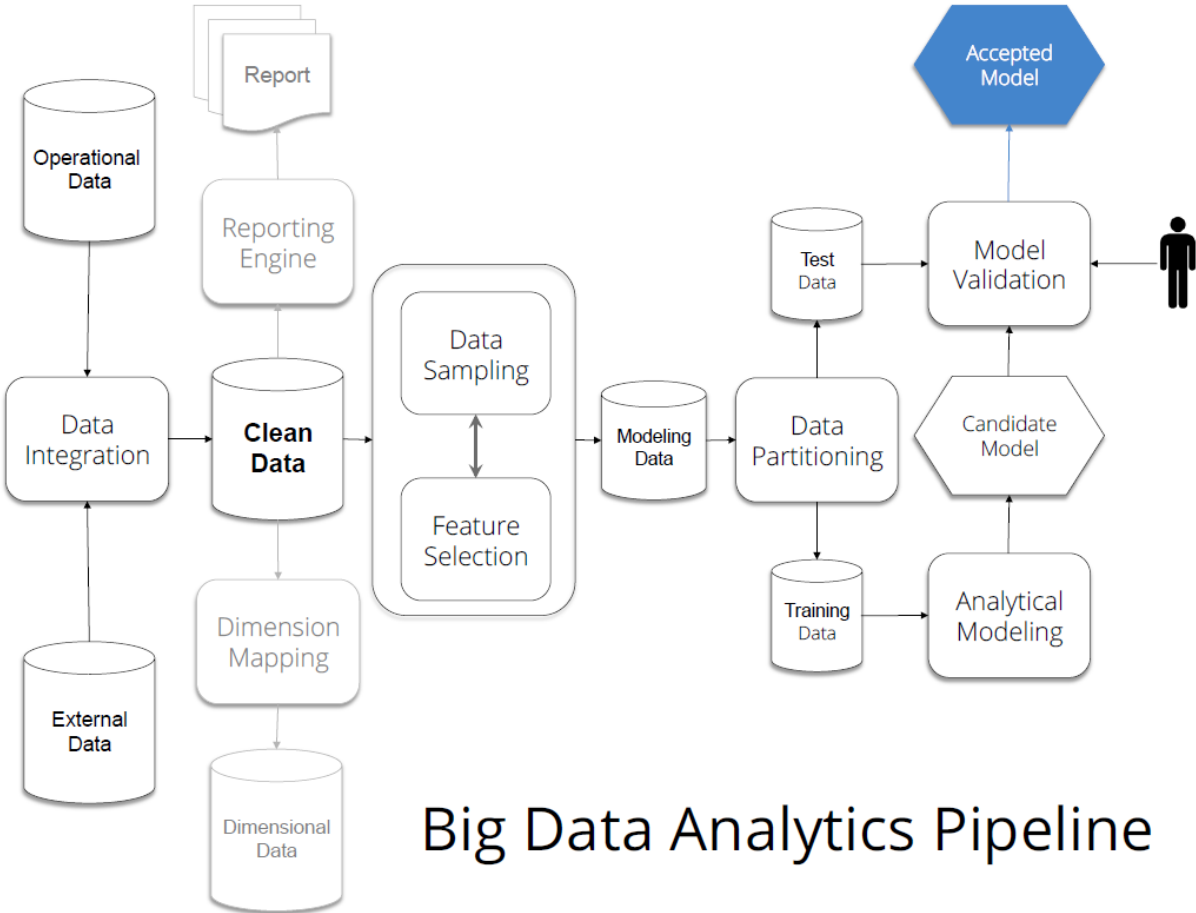 Report
Accepted
Model
Operational
Data
Reporting
Engine
Test
Data
Model
Validation
Data
Sampling
Data
Integration
Clean
Data
Modeling
Data
Data
Partitioning
Candidate
Model
Feature
Selection
Dimension
Mapping
Training
Data
Analytical
Modeling
External
Data
Dimensional
Data
Big Data Analytics Pipeline